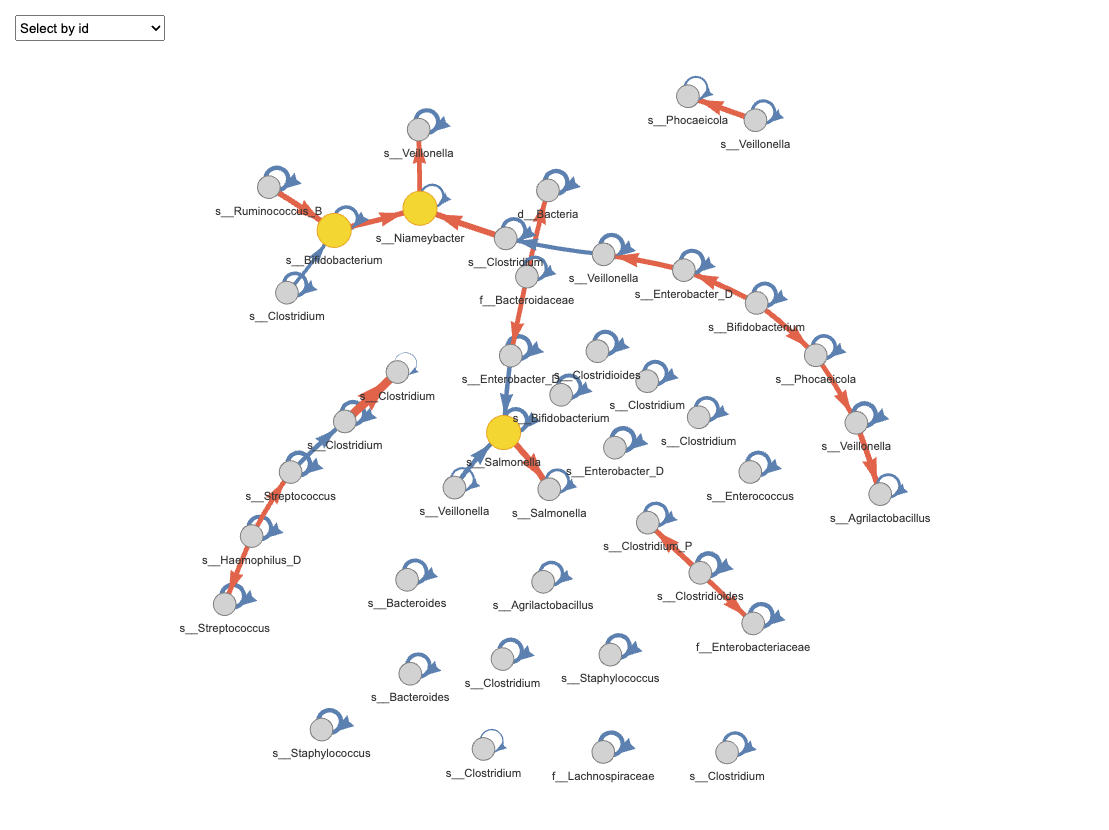 Select by id
s__Phocaeicola
s__Veillonella
s__Veillonella
s__Ruminococcus_B
d__Bacteria
s__Niameybacter
s__Bifidobacterium
s__Clostridium
s__Veillonella
s__Enterobacter_D
f__Bacteroidaceae
s__Clostridium
s__Bifidobacterium
s__Enterobacter_D
s__Clostridioides
s__Phocaeicola
s__Clostridium
s__Clostridium
s__Bifidobacterium
s__Clostridium
s__Clostridium
s__Veillonella
s__Salmonella
s__Enterobacter_D
s__Streptococcus
s__Enterococcus
s__Veillonella
s__Salmonella
s__Agrilactobacillus
s__Clostridium_P
s__Haemophilus_D
s__Clostridioides
s__Bacteroides
s__Agrilactobacillus
s__Streptococcus
f__Enterobacteriaceae
s__Staphylococcus
s__Clostridium
s__Bacteroides
s__Staphylococcus
s__Clostridium
f__Lachnospiraceae
s__Clostridium